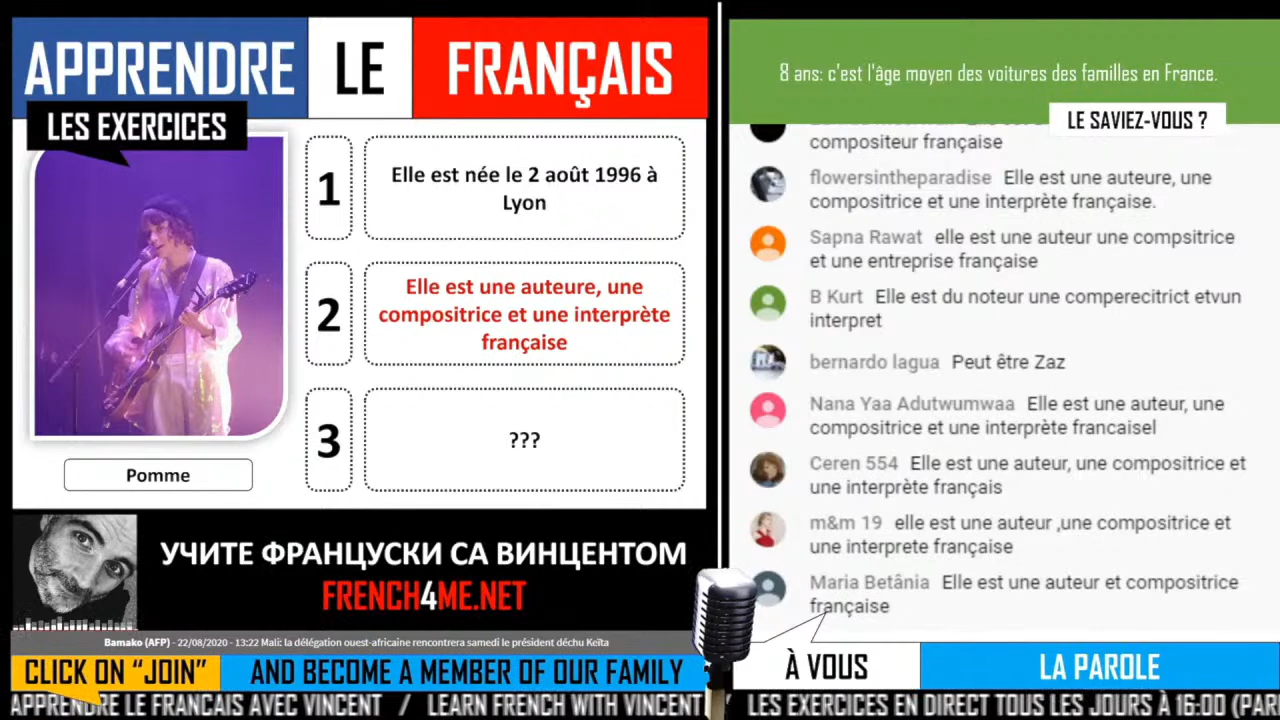 APPRENDRE LE FRANÇAIS
LES EXERCICES
1
Elle est née le 2 août 1996 à
Lyon
2
Elle est une auteure, une
compositrice et une interprète
française
3
???
Pomme
УЧИТЕ ФРАНЦУСКИ СА ВИНЦЕНТОМ
FRENCH4ME.NET
Bamako (AFP) - 22/08/2020 - 13:22 Mali: la délégation ouest-africaine rencontrera samedi le président déchu Keïta
CLICK ON “JOIN” AND BECOME A MEMBER OF OUR FAMILY
8 ans: c'est l'âge moyen des voitures des familles en France.
LE SAVIEZ-VOUS ?
compositeur française
flowersintheparadise Elle est une auteure, une
compositrice et une interprète française.
Sapna Rawat elle est une auteur une compsitrice
et une entreprise française
B Kurt Elle est du noteur une comperecitrict etvun
interpret
bernardo lagua Peut être Zaz
Nana Yaa Adutwumwaa Elle est une auteur, une
compositrice et une interprète francaisel
Ceren 554 Elle est une auteur, une compositrice et
une interprète français
m&m 19 elle est une auteur ,une compositrice et
une interprete française
Maria Betânia Elle est une auteur et compositrice
française
À VOUS LA PAROLE
APPRENDRE LE FRANCAIS AVEC VINCENT / LEARN FRENCH WITH VINCENT / LES EXERCICES EN DIRECT TOUS LES JOURS À 16:00 (PAR